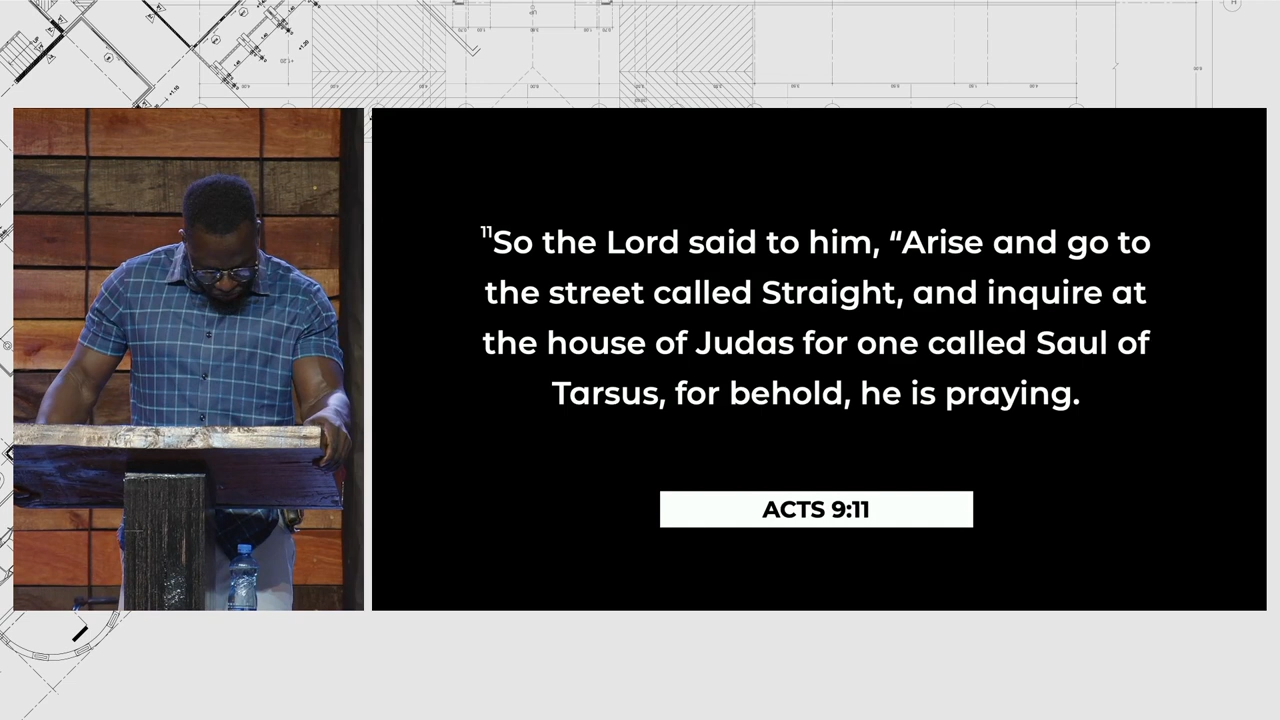 ¹¹So the Lord said to him, “Arise and go to
the street called Straight, and inquire at
the house of Judas for one called Saul of
Tarsus, for behold, he is praying.
ACTS 9:11